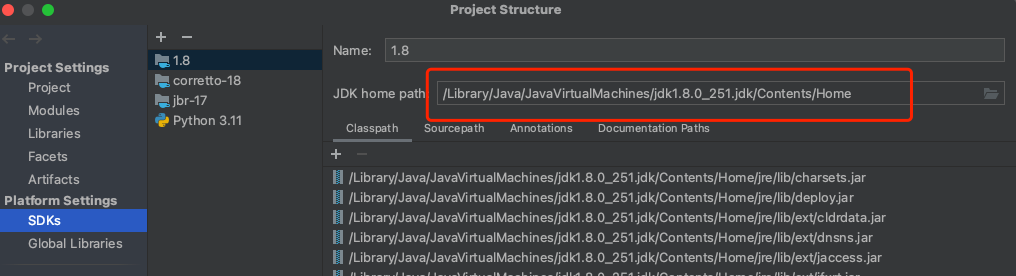 Project Structure
Project Settings
Project
Modules
Libraries
Facets
Artifacts
Platform Settings
SDKs
Global Libraries
1.8
corretto-18
jbr-17
Python 3.11
Name: 1.8
JDK home path: /Library/Java/JavaVirtualMachines/jdk1.8.0_251.jdk/Contents/Home
Classpath Sourcepath Annotations Documentation Paths
/Library/Java/JavaVirtualMachines/jdk1.8.0_251.jdk/Contents/Home/jre/lib/charsets.jar
/Library/Java/JavaVirtualMachines/jdk1.8.0_251.jdk/Contents/Home/jre/lib/deploy.jar
/Library/Java/JavaVirtualMachines/jdk1.8.0_251.jdk/Contents/Home/jre/lib/ext/cldrdata.jar
/Library/Java/JavaVirtualMachines/jdk1.8.0_251.jdk/Contents/Home/jre/lib/ext/dnsns.jar
/Library/Java/JavaVirtualMachines/jdk1.8.0_251.jdk/Contents/Home/jre/lib/ext/jaccess.jar